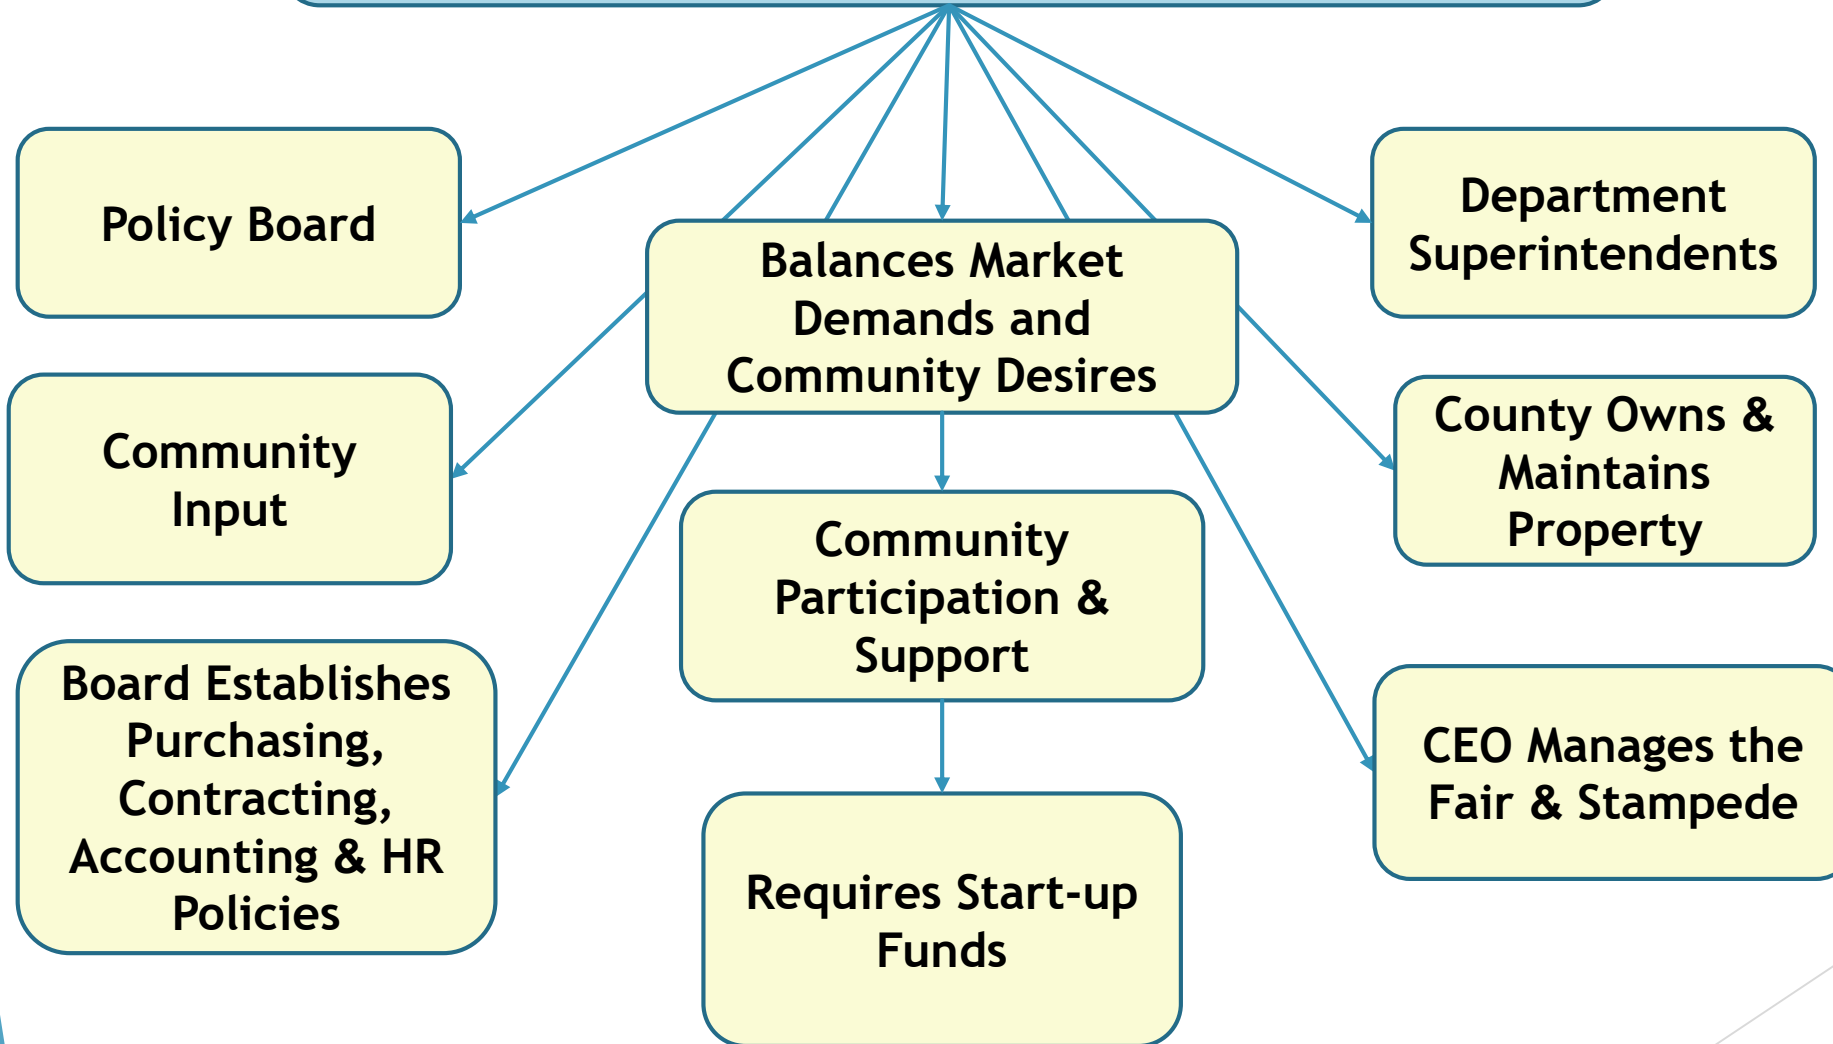 Policy Board
Balances Market
Demands and
Community Desires
Department
Superintendents
Community
Input
Community
Participation &
Support
County Owns &
Maintains
Property
Board Establishes
Purchasing,
Contracting,
Accounting & HR
Policies
Requires Start-up
Funds
CEO Manages the
Fair & Stampede